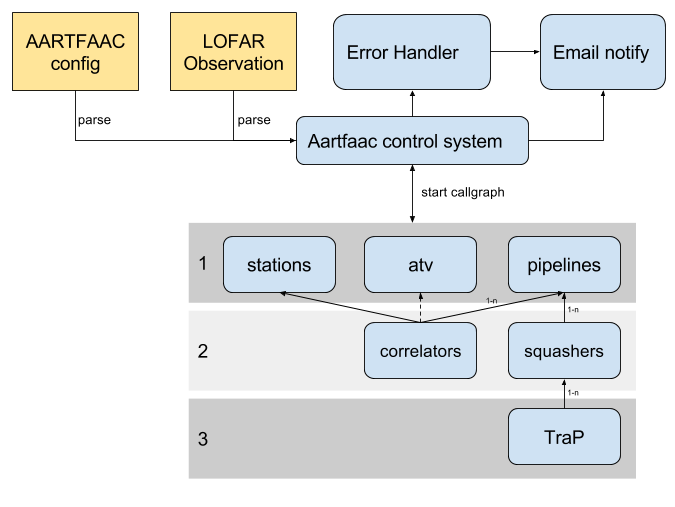 AARTFAAC
config
LOFAR
Observation
Error Handler
Email notify
parse
parse
Aartfaac control system
start callgraph
1
stations
atv
pipelines
1-n
1-n
2
correlators
squashers
1-n
3
TraP